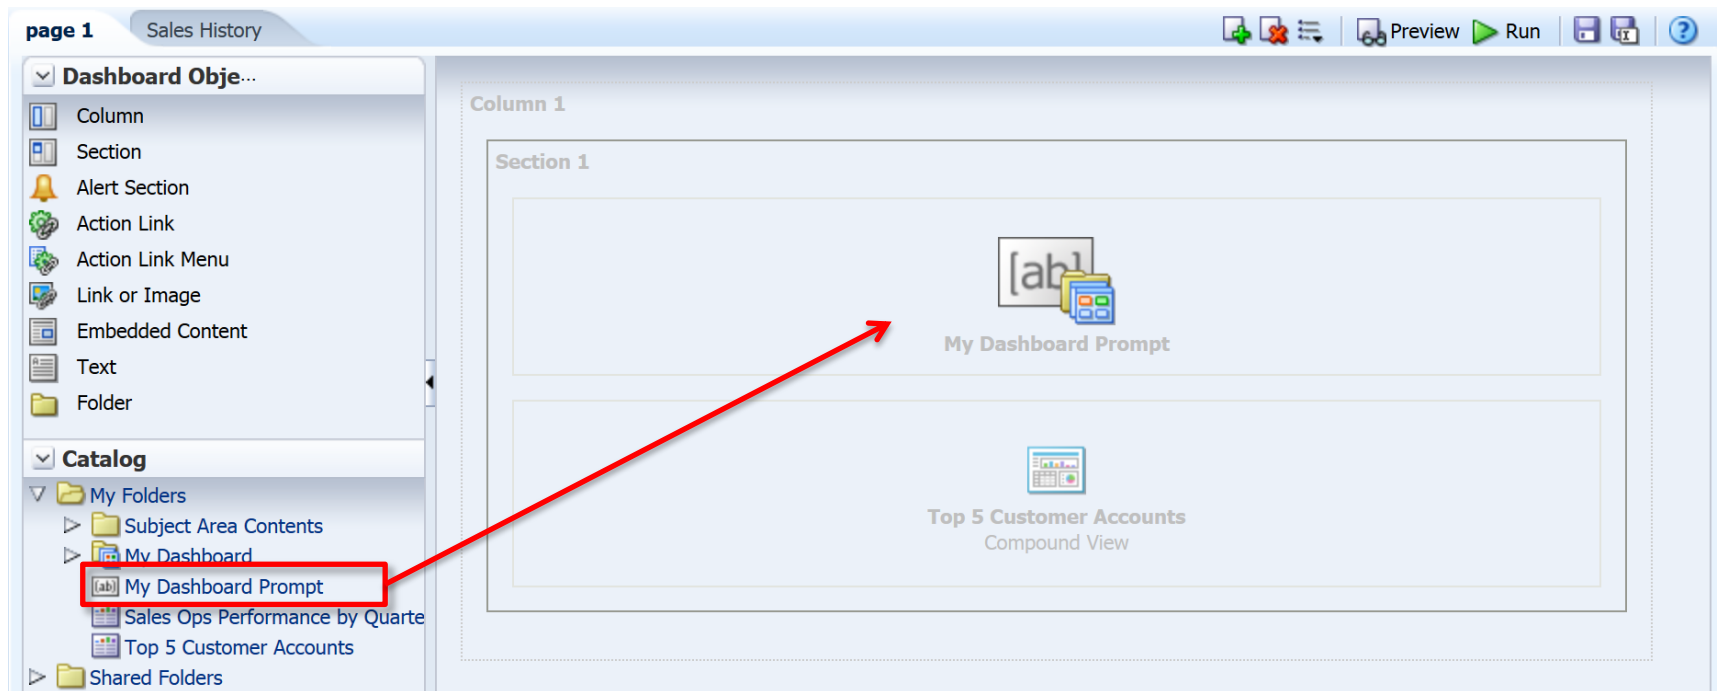 page 1
Sales History
Preview
Run
Dashboard Obje...
Column
Section
Alert Section
Action Link
Action Link Menu
Link or Image
Embedded Content
Text
Folder
Catalog
My Folders
Subject Area Contents
My Dashboard
[ab] My Dashboard Prompt
Sales Ops Performance by Quarte
Top 5 Customer Accounts
Shared Folders
Column 1
Section 1
[ab]
My Dashboard Prompt
Top 5 Customer Accounts
Compound View